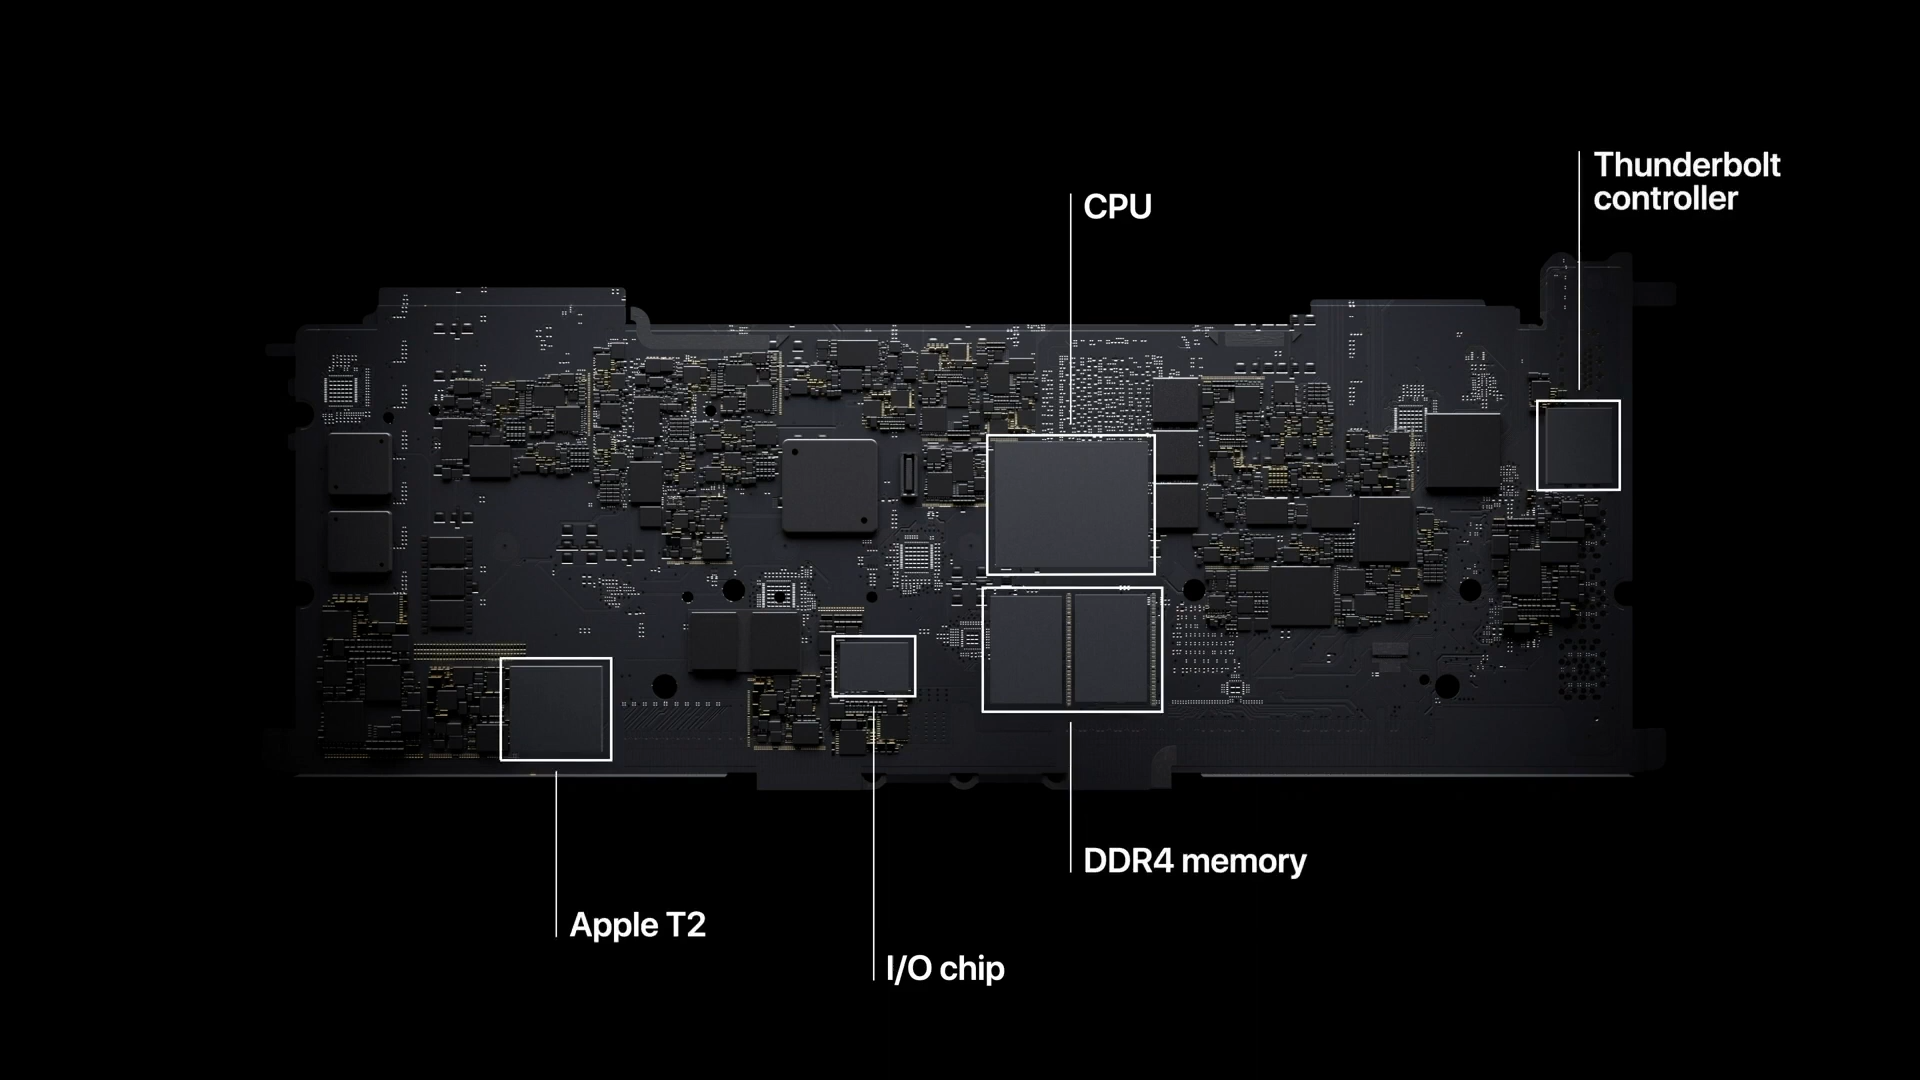 Thunderbolt
controller
CPU
DDR4 memory
Apple T2
I/O chip